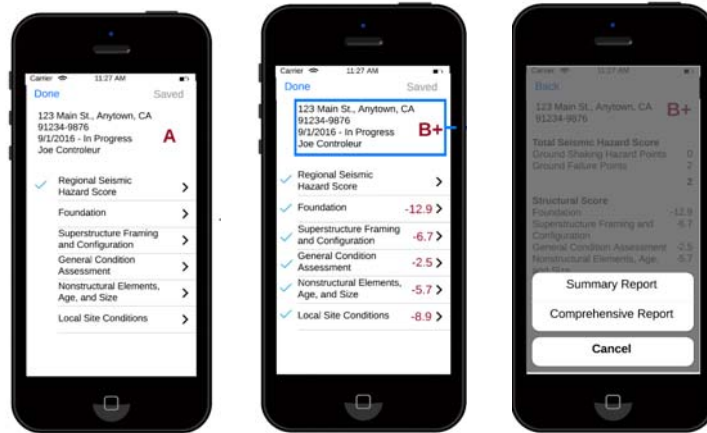 Carrier 11:27 AM
Done Saved
123 Main St., Anytown, CA
91234-9876
9/1/2016 - In Progress
Joe Controleur
A
Regional Seismic
Hazard Score
Foundation
Superstructure Framing
and Configuration
General Condition
Assessment
Nonstructural Elements,
Age, and Size
Local Site Conditions
Carrier 11:27 AM
Done Saved
123 Main St., Anytown, CA
91234-9876
9/1/2016 - In Progress
Joe Controleur
B+
Regional Seismic
Hazard Score
Foundation -12.9
Superstructure Framing
and Configuration -6.7
General Condition
Assessment -2.5
Nonstructural Elements,
Age, and Size -5.7
Local Site Conditions -8.9
Carrier 11:27 AM
Back
123 Main St., Anytown, CA
91234-9876
B+
Total Seismic Hazard Score
Ground Shaking Hazard Points 0
Ground Failure Points 2
2
Structural Score
Foundation -12.9
Superstructure Framing and -6.7
Configuration
General Condition Assessment -2.5
Nonstructural Elements, Age, -5.7
and Size
Summary Report
Comprehensive Report
Cancel